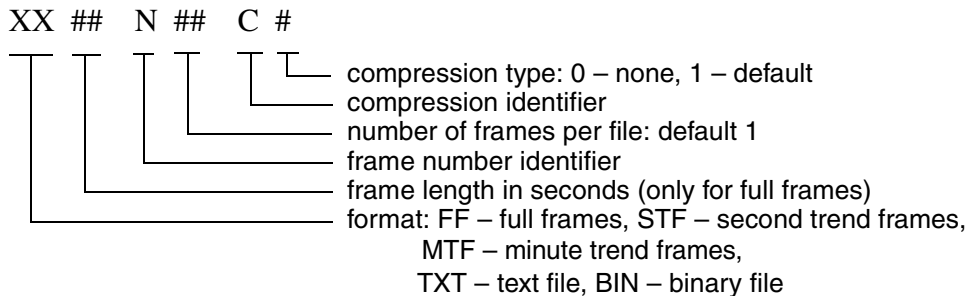 XX ## N ## C #
compression type: 0 – none, 1 – default
compression identifier
number of frames per file: default 1
frame number identifier
frame length in seconds (only for full frames)
format: FF – full frames, STF – second trend frames,
MTF – minute trend frames,
TXT – text file, BIN – binary file